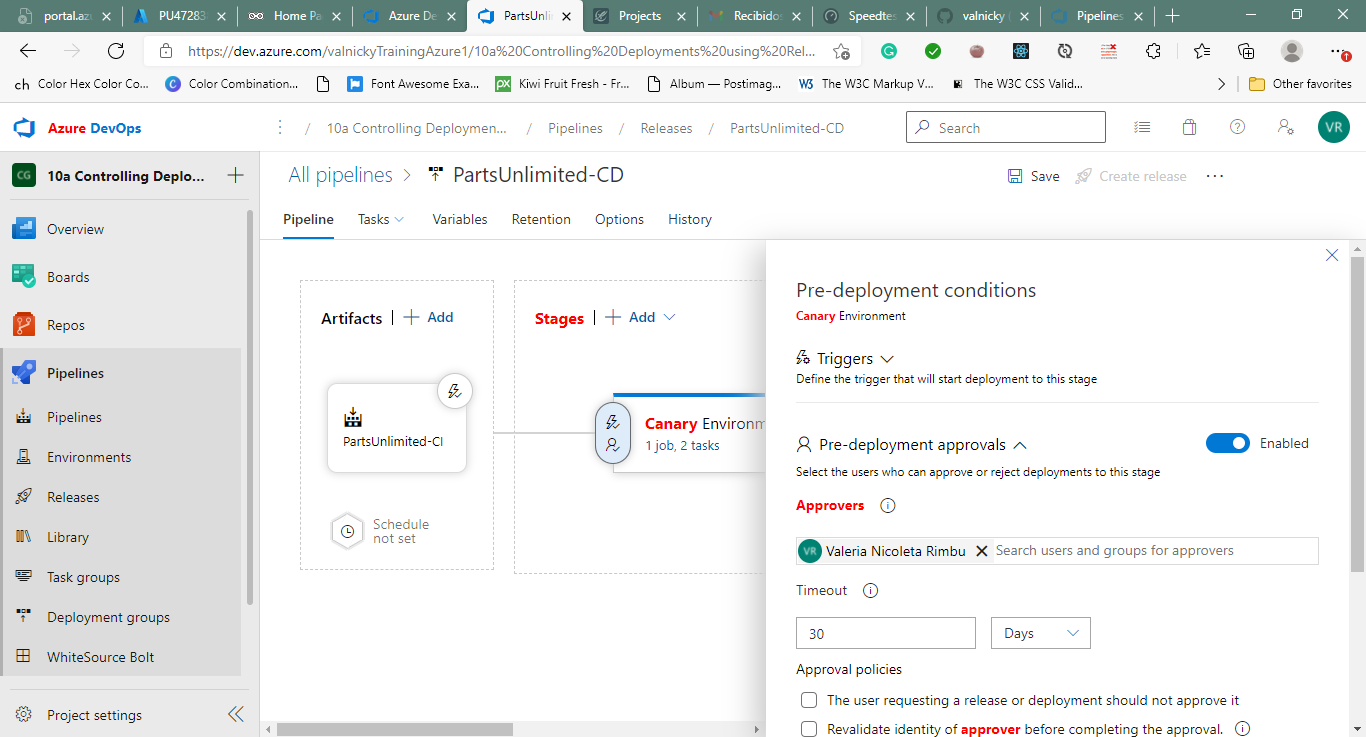 portal.az
PU47283
Home Pa
Azure De
PartsUnli
Projects
Recibidos
Speedtes
valnicky (
Pipelines
https://dev.azure.com/valnickyTrainingAzure1/10a%20Controlling%20Deployments%20using%20Rel...
ch Color Hex Color Co...
C Color Combination...
Font Awesome Exa...
px Kiwi Fruit Fresh - Fr...
Album — Postimag...
W3 The W3C Markup V...
The W3C CSS Valid...
Other favorites
Azure DevOps
/ 10a Controlling Deploymen... / Pipelines / Releases / PartsUnlimited-CD
Search
VR
CG 10a Controlling Deplo...
Overview
Boards
Repos
Pipelines
Pipelines
Environments
Releases
Library
Task groups
Deployment groups
WhiteSource Bolt
Project settings
All pipelines > PartsUnlimited-CD
Save
Create release
...
Pipeline
Tasks
Variables
Retention
Options
History
Artifacts | + Add
PartsUnlimited-CI
Schedule
not set
Stages | + Add
Canary Environm
1 job, 2 tasks
Pre-deployment conditions
Canary Environment
Triggers
Define the trigger that will start deployment to this stage
Pre-deployment approvals
Enabled
Select the users who can approve or reject deployments to this stage
Approvers
VR Valeria Nicoleta Rimbu
Search users and groups for approvers
Timeout
30
Days
Approval policies
The user requesting a release or deployment should not approve it
Revalidate identity of approver before completing the approval.